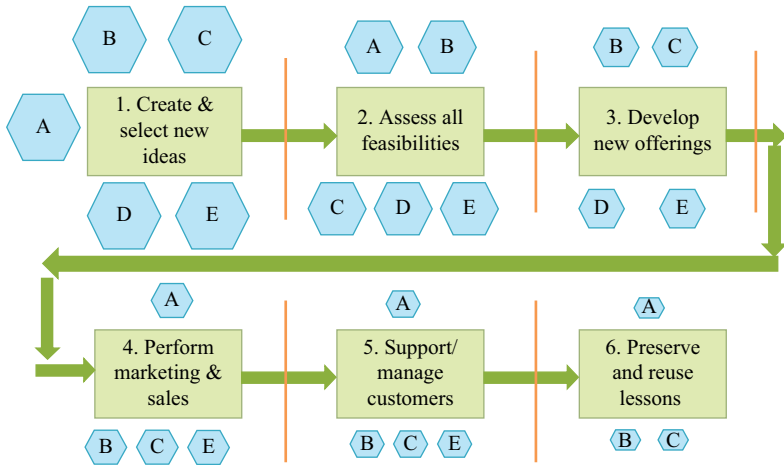 B C
A
1. Create &
select new
ideas
D E
A B
2. Assess all
feasibilities
C D E
B C
3. Develop
new offerings
D E
A
4. Perform
marketing &
sales
B C E
A
5. Support/
manage
customers
B C E
A
6. Preserve
and reuse
lessons
B C